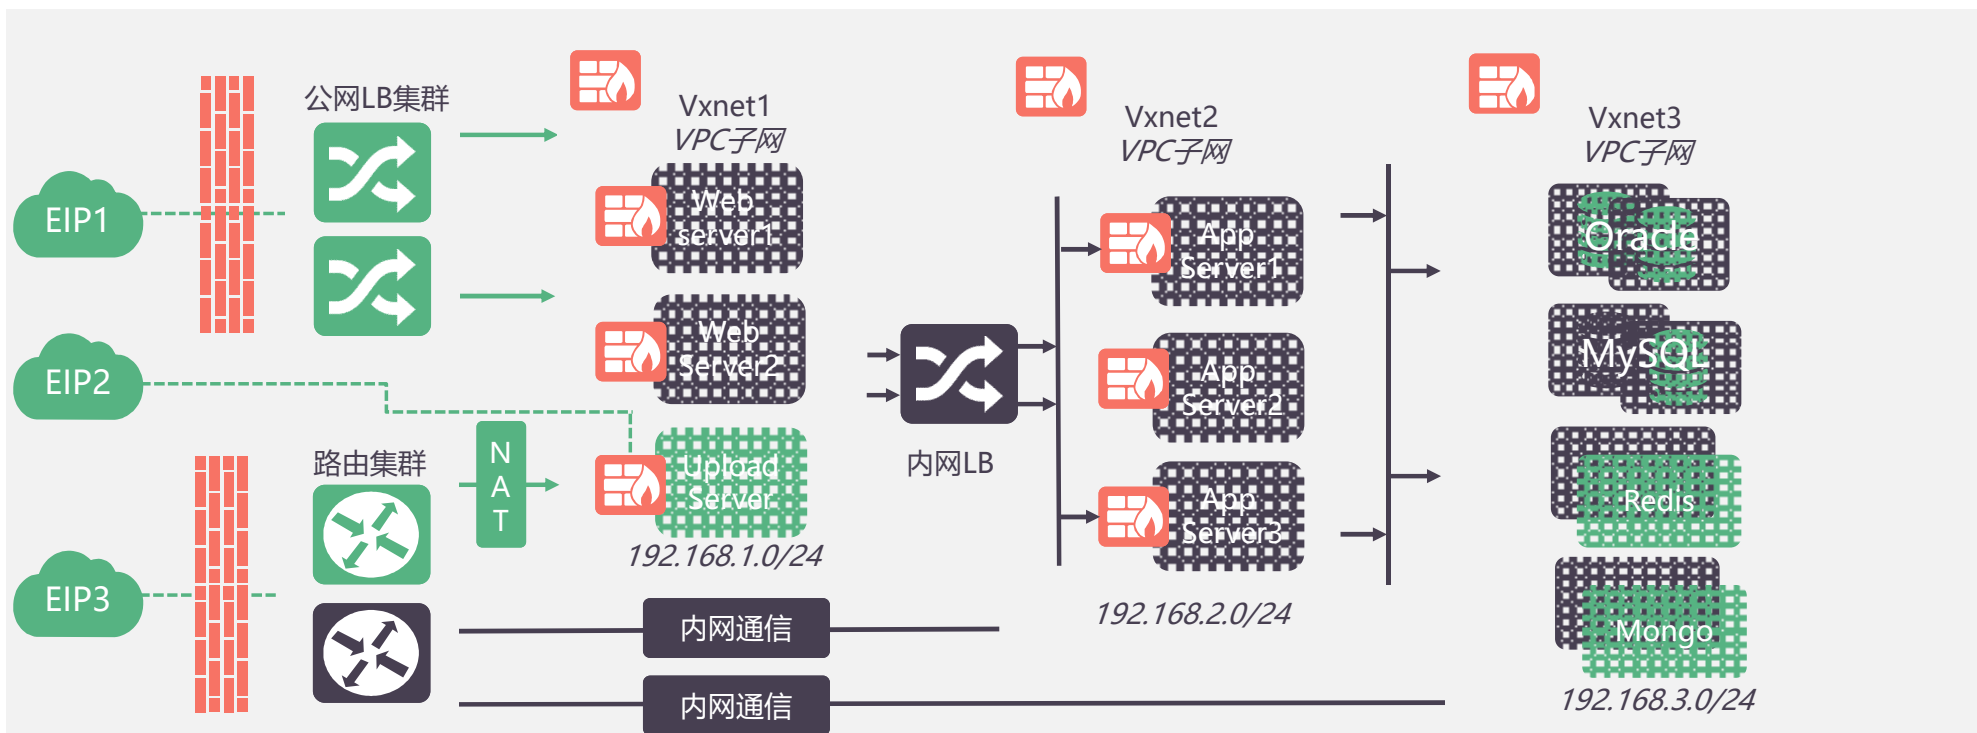 EIP1
EIP2
EIP3
公网LB集群
路由集群
N
A
T
Vxnet1
VPC子网
Web
server1
Web
Server2
Upload
Server
192.168.1.0/24
内网通信
内网通信
内网LB
Vxnet2
VPC子网
App
Server1
App
Server2
App
Server3
192.168.2.0/24
Vxnet3
VPC子网
Oracle
MySQL
Redis
Mongo
192.168.3.0/24